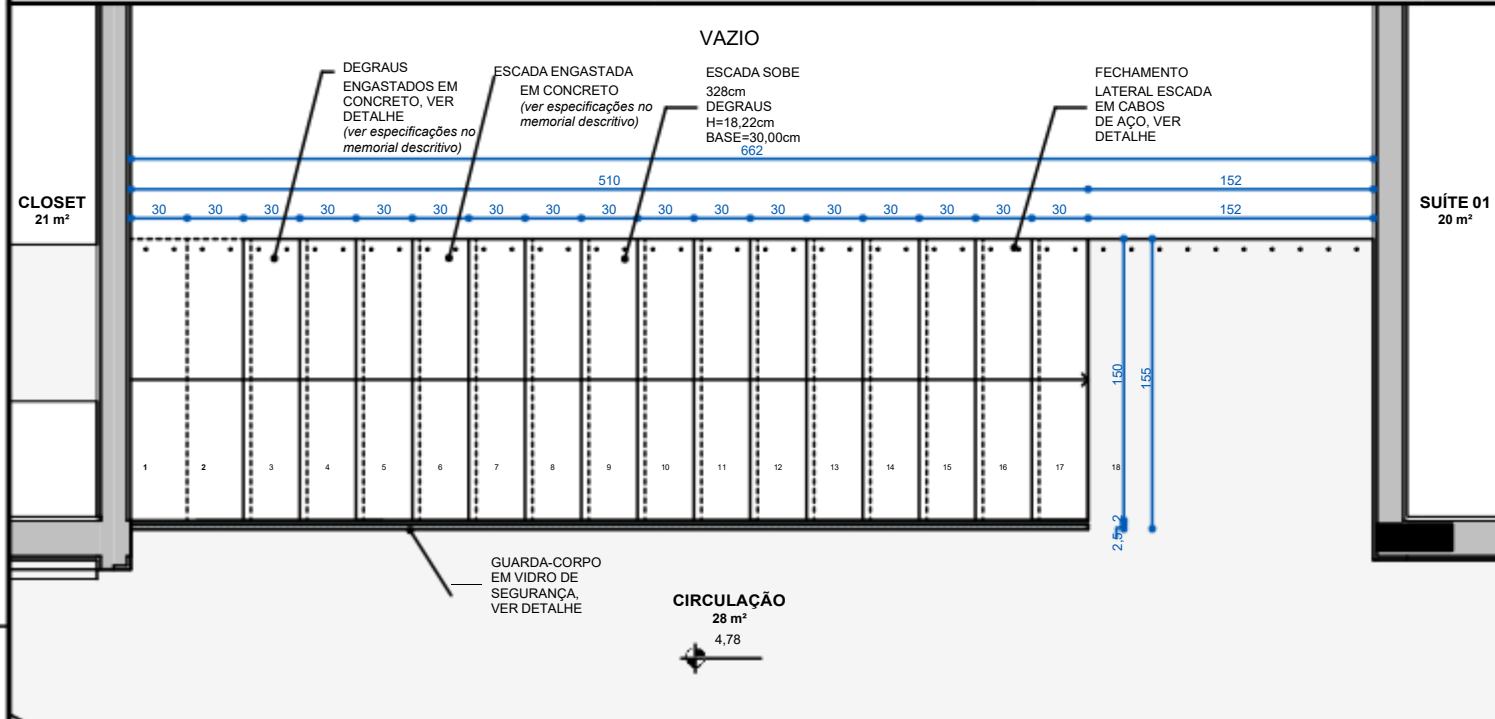 VAZIO
DEGRAUS
ENGASTADOS EM
CONCRETO, VER
DETALHE
(ver especificações no
memorial descritivo)
ESCADA ENGASTADA
EM CONCRETO
(ver especificações no
memorial descritivo)
ESCADA SOBE
328cm
DEGRAUS
H=18,22cm
BASE=30,00cm
FECHAMENTO
LATERAL ESCADA
EM CABOS
DE AÇO, VER
DETALHE
662
510
152
30 30 30 30 30 30 30 30 30 30 30 30 30 30 30 30 30 152
CLOSET
21 m²
SUÍTE 01
20 m²
150
155
1 2 3 4 5 6 7 8 9 10 11 12 13 14 15 16 17 18
GUARDA-CORPO
EM VIDRO DE
SEGURANÇA,
VER DETALHE
CIRCULAÇÃO
28 m²
4,78